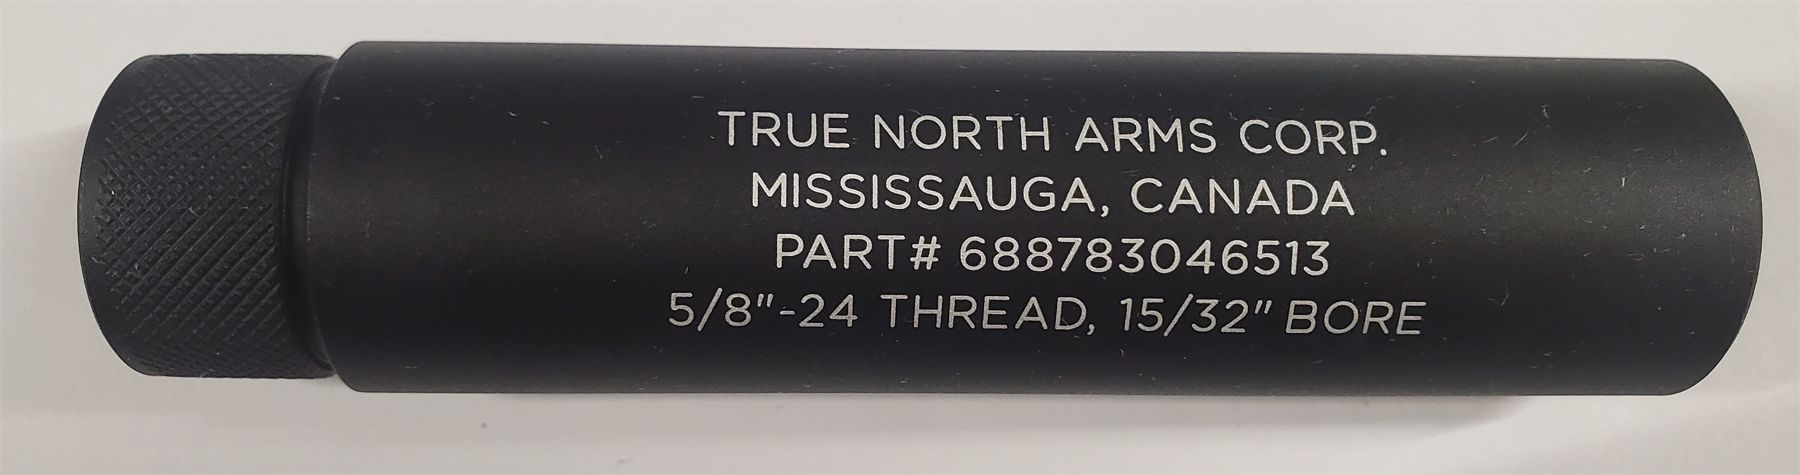 TRUE NORTH ARMS CORP.
MISSISSAUGA, CANADA
PART# 688783046513
5/8"-24 THREAD, 15/32" BORE